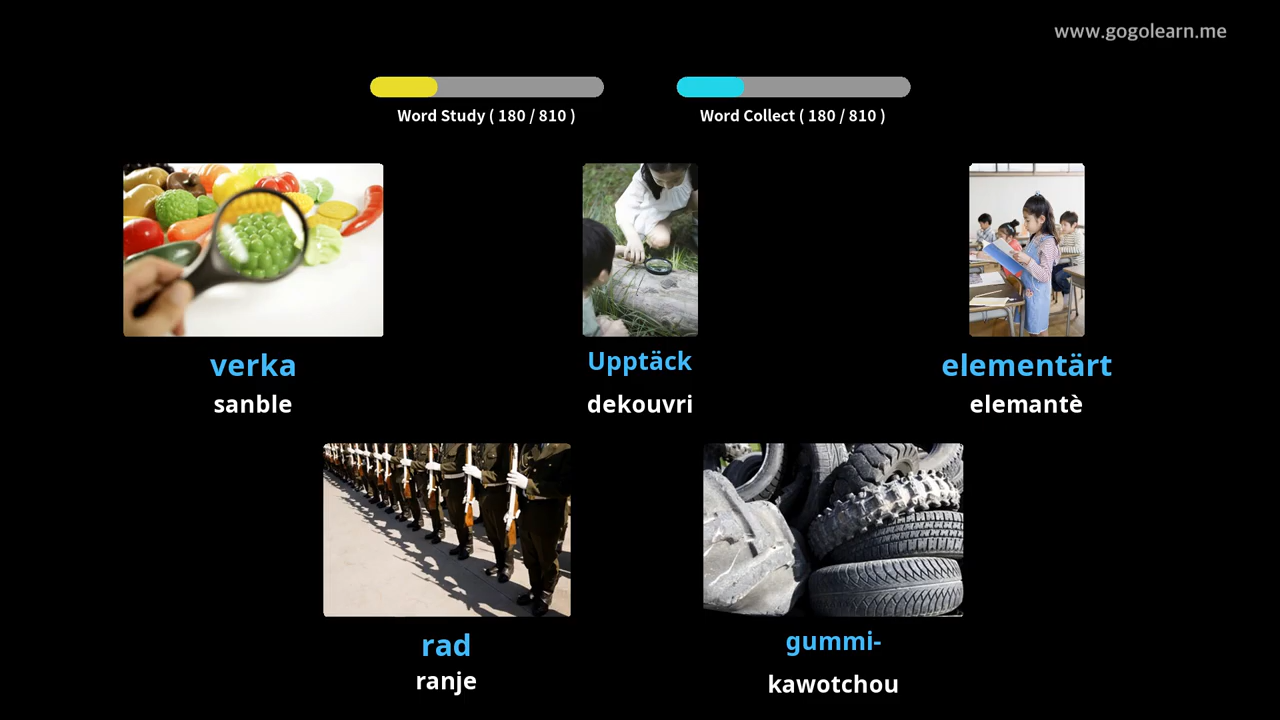 www.gogolearn.me
Word Study ( 180 / 810 )
Word Collect ( 180 / 810 )
verka
sanble
Upptäck
dekouvri
elementärt
elemantè
rad
ranje
gummi-
kawotchou